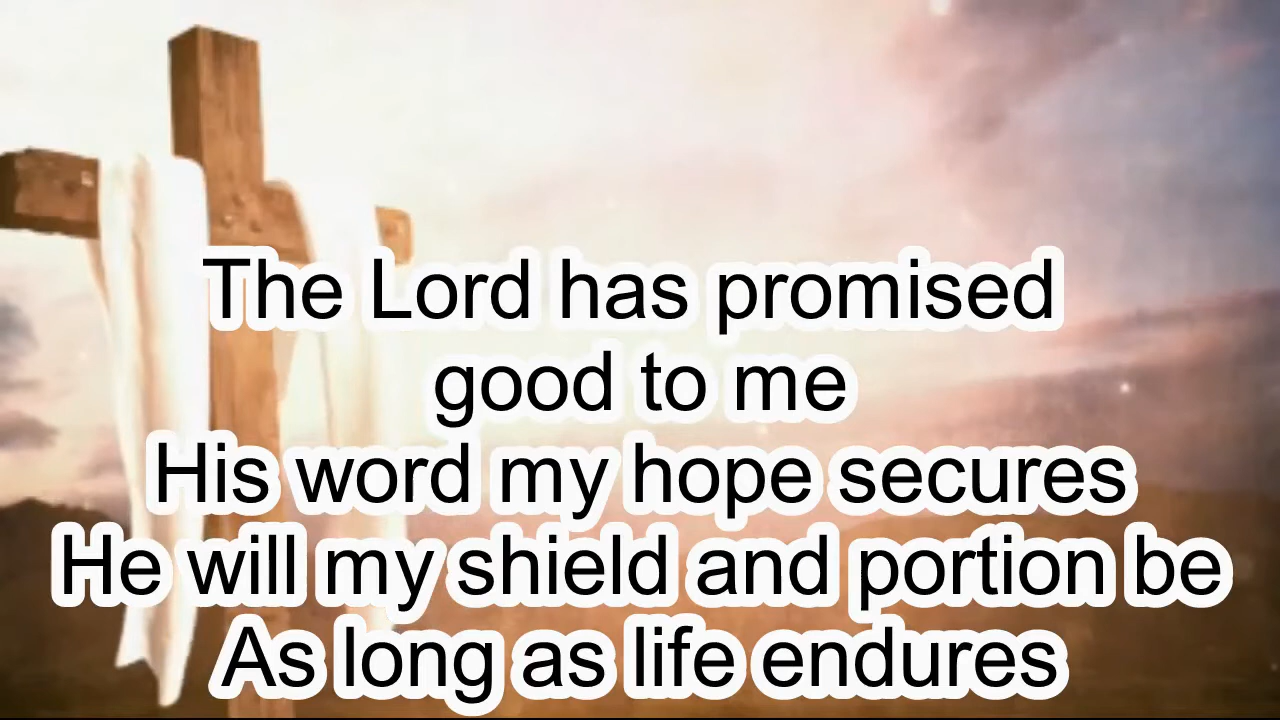 The Lord has promised
good to me
His word my hope secures
He will my shield and portion be
As long as life endures